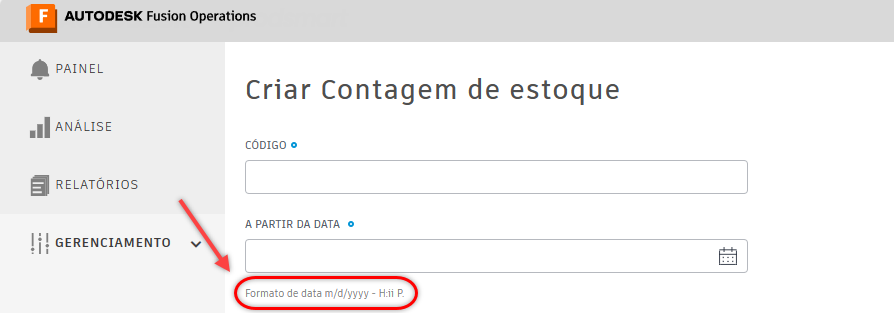 F AUTODESK Fusion Operations
PAINEL
ANÁLISE
RELATÓRIOS
GERENCIAMENTO
Criar Contagem de estoque
CÓDIGO
A PARTIR DA DATA
Formato de data m/d/yyyy - H:ii P.